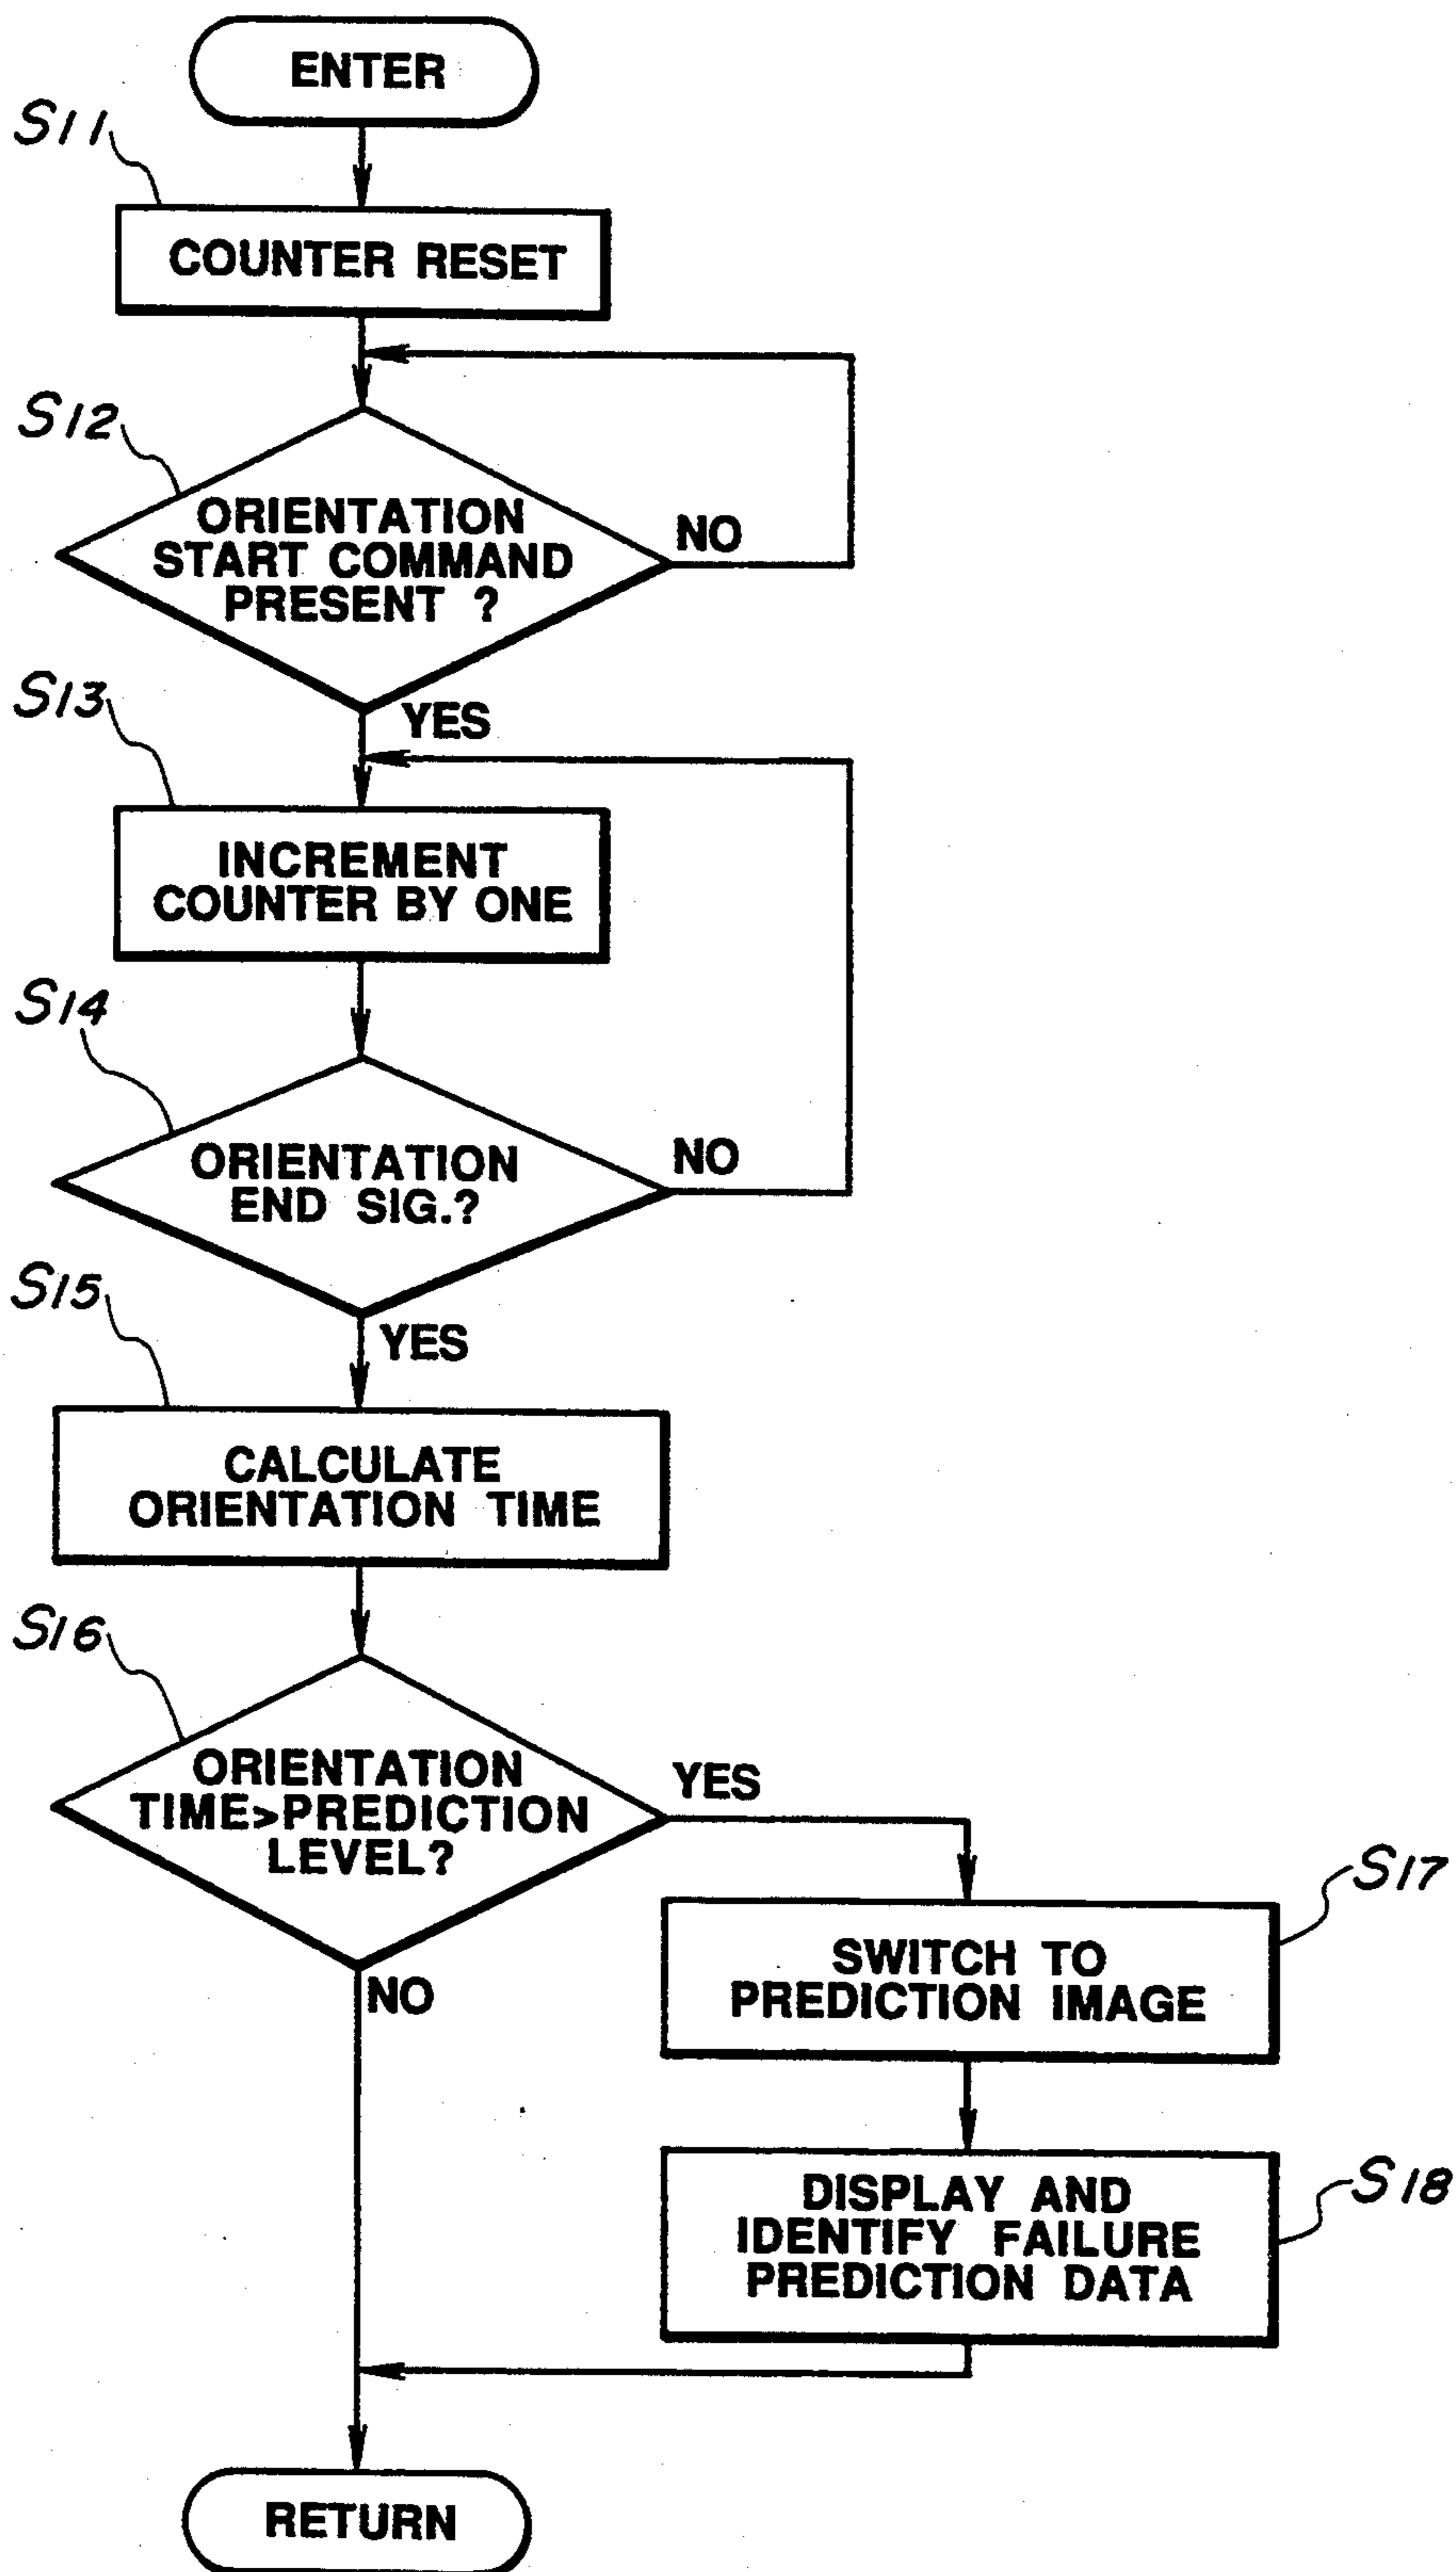 ENTER
S11
COUNTER RESET
S12
ORIENTATION
START COMMAND
PRESENT ?
NO
S13
YES
INCREMENT
COUNTER BY ONE
S14
ORIENTATION
END SIG.?
NO
S15
YES
CALCULATE
ORIENTATION TIME
S16
ORIENTATION
TIME>PREDICTION
LEVEL?
YES
NO
S17
SWITCH TO
PREDICTION IMAGE
S18
DISPLAY AND
IDENTIFY FAILURE
PREDICTION DATA
RETURN